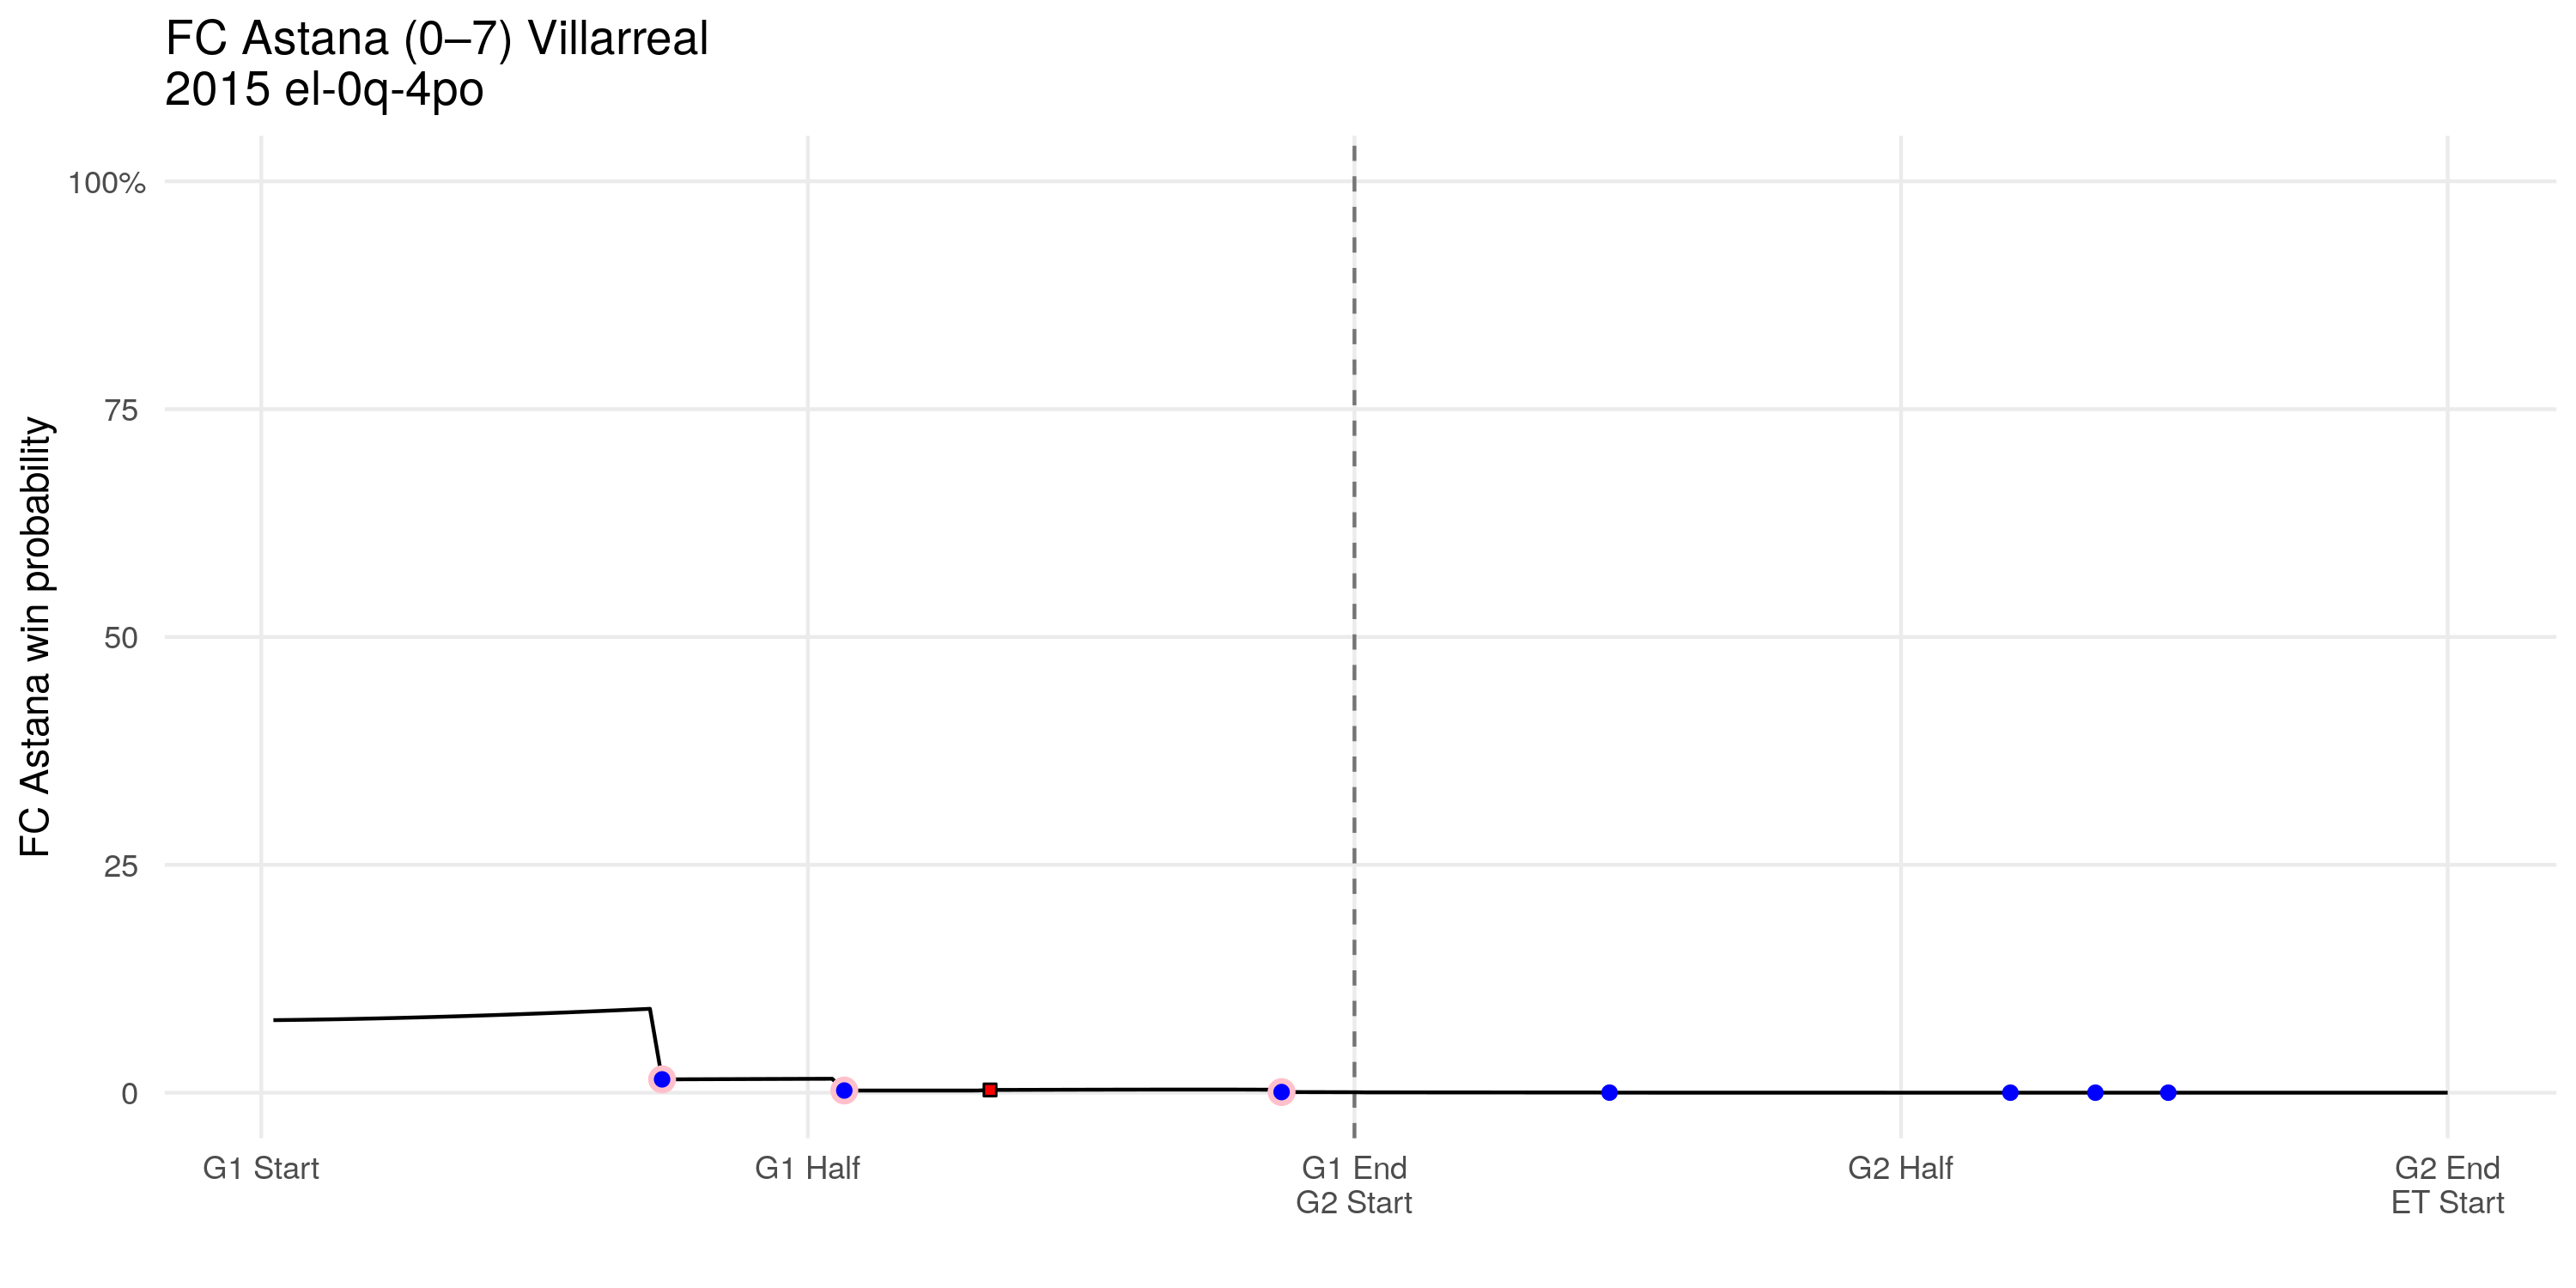 FC Astana (0–7) Villarreal
2015 el-0q-4po
FC Astana win probability
100%
75
50
25
0
G1 Start
G1 Half
G1 End
G2 Start
G2 Half
G2 End
ET Start